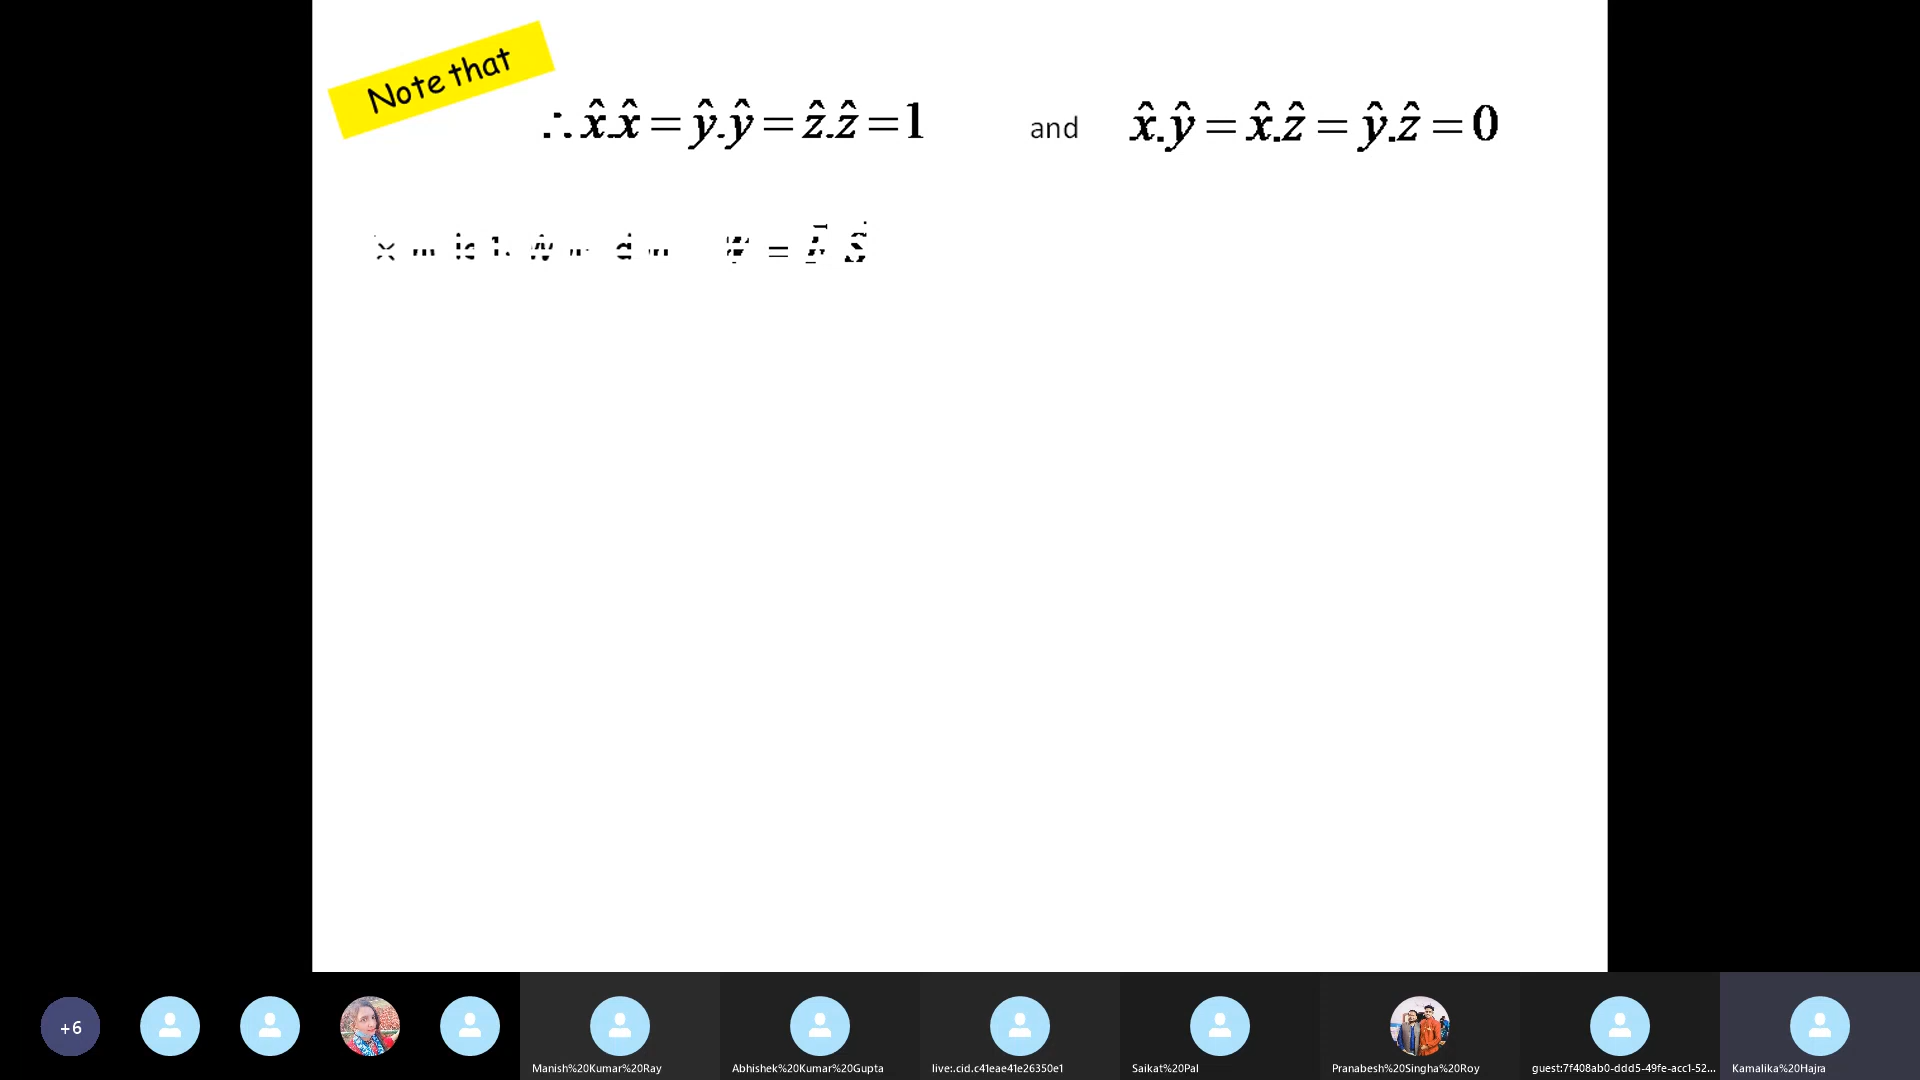 Note that
∴ x̂.x̂ = ŷ.ŷ = ẑ.ẑ = 1 and x̂.ŷ = x̂.ẑ = ŷ.ẑ = 0
+6
Manish%20Kumar%20Ray Abhishek%20Kumar%20Gupta live:.cid.c41eae41e26350e1 Saikat%20Pal Pranabesh%20Singha%20Roy guest:7f408ab0-ddd5-49fe-acc1-52... Kamalika%20Hajra